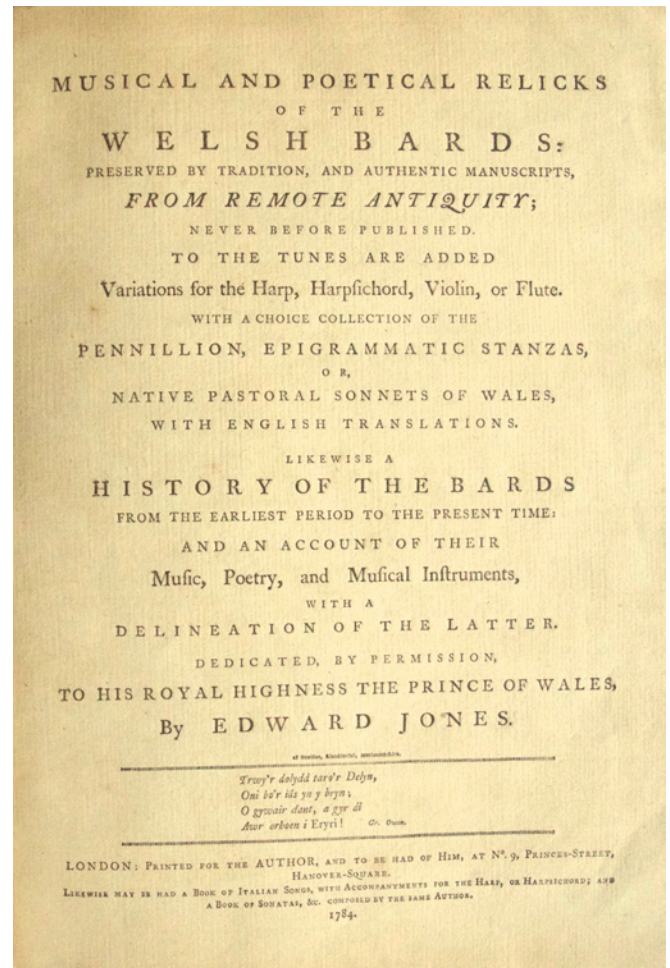 MUSICAL AND POETICAL RELICKS
OF THE
WELSH BARDS:
PRESERVED BY TRADITION, AND AUTHENTIC MANUSCRIPTS,
FROM REMOTE ANTIQUITY;
NEVER BEFORE PUBLISHED.
TO THE TUNES ARE ADDED
Variations for the Harp, Harpſichord, Violin, or Flute.
WITH A CHOICE COLLECTION OF THE
PENNILLION, EPIGRAMMATIC STANZAS,
OR,
NATIVE PASTORAL SONNETS OF WALES,
WITH ENGLISH TRANSLATIONS.
LIKEWISE A
HISTORY OF THE BARDS
FROM THE EARLIEST PERIOD TO THE PRESENT TIME:
AND AN ACCOUNT OF THEIR
Muſic, Poetry, and Muſical Inſtruments,
WITH A
DELINEATION OF THE LATTER.
DEDICATED, BY PERMISSION,
TO HIS ROYAL HIGHNESS THE PRINCE OF WALES,
By EDWARD JONES.
of Llandderfel,
Trwy'r dolydd taro'r Delyn,
Oni bo'r iâs yn y bryn;
O gywair dant, a gyr di
Awr orhoen i Eryri! Gr. Owen.
LONDON: PRINTED FOR THE AUTHOR, AND TO BE HAD OF HIM, AT Nº. 9, PRINCES-STREET,
HANOVER-SQUARE.
LIKEWISE MAY BE HAD A BOOK OF ITALIAN SONGS, WITH ACCOMPANYMENTS FOR THE HARP, OR HARPSICHORD; AND
A BOOK OF SONATAS, &c. COMPOSED BY THE SAME AUTHOR.
1784.